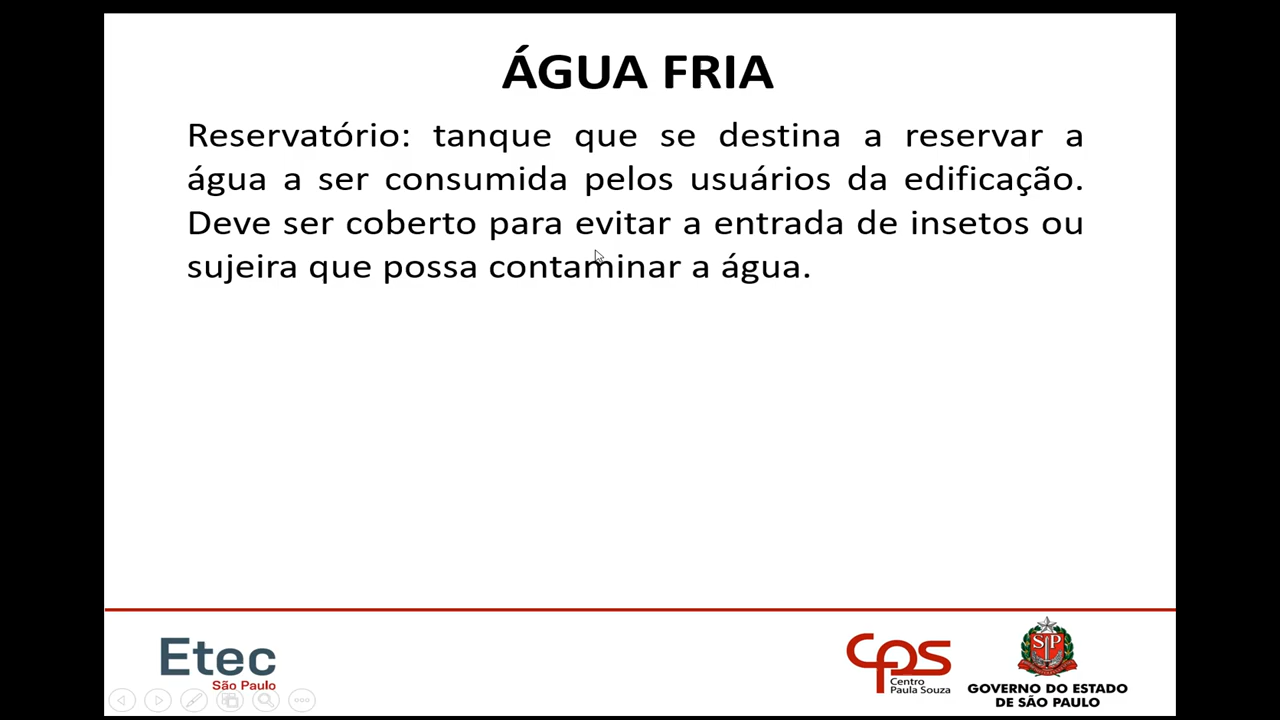 ÁGUA FRIA
Reservatório: tanque que se destina a reservar a
água a ser consumida pelos usuários da edificação.
Deve ser coberto para evitar a entrada de insetos ou
sujeira que possa contaminar a água.
Etec
São Paulo
cps
Centro
Paula Souza
SP
GOVERNO DO ESTADO
DE SÃO PAULO